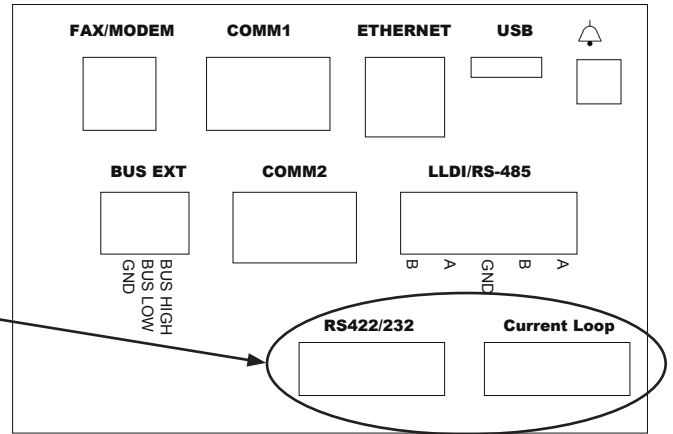 FAX/MODEM COMM1 ETHERNET USB
BUS EXT COMM2 LLDI/RS-485
B A GND B A
BUS HIGH
BUS LOW
GND
RS422/232 Current Loop